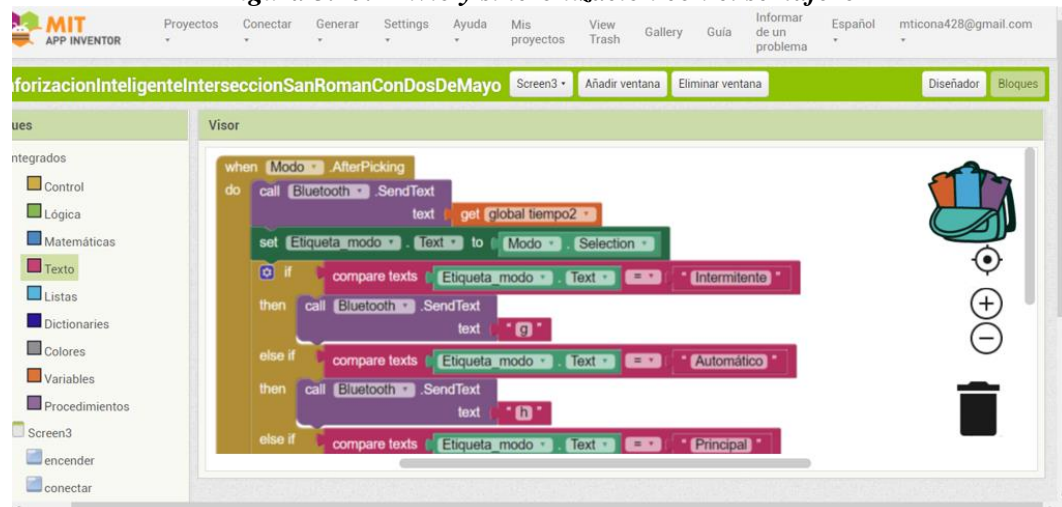 MIT
APP INVENTOR
Proyectos
Conectar
Generar
Settings
Ayuda
Mis
proyectos
View
Trash
Gallery
Guía
Informar
de un
problema
Español
mticona428@gmail.com
forizacionInteligenteInterseccionSanRomanConDosDeMayo
Screen3
Añadir ventana
Eliminar ventana
Diseñador
Bloques
ues
Visor
ntegrados
Control
Lógica
Matemáticas
Texto
Listas
Dictionaries
Colores
Variables
Procedimientos
Screen3
encender
conectar
when Modo .AfterPicking
do call Bluetooth .SendText
text get global tiempo2
set Etiqueta_modo . Text to Modo . Selection
if compare texts Etiqueta_modo . Text = " Intermitente "
then call Bluetooth .SendText
text " g "
else if compare texts Etiqueta_modo . Text = " Automático "
then call Bluetooth .SendText
text " h "
else if compare texts Etiqueta_modo . Text = " Principal "